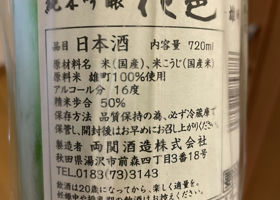 純米吟醸 花邑
品目 日本酒 内容量 720ml
原材料名 米(国産)、米こうじ(国産米)
原料米 雄町100%使用
アルコール分 16度
精米歩合 50%
保存方法 品質保持の為、必ず冷蔵庫で
保管し、開封後はお早めにお召し上がりください。
製造者 両関酒造株式会社
秋田県湯沢市前森四丁目3番18号
TEL.0183(73)3143
飲酒は20歳になってから。楽しく適量を。